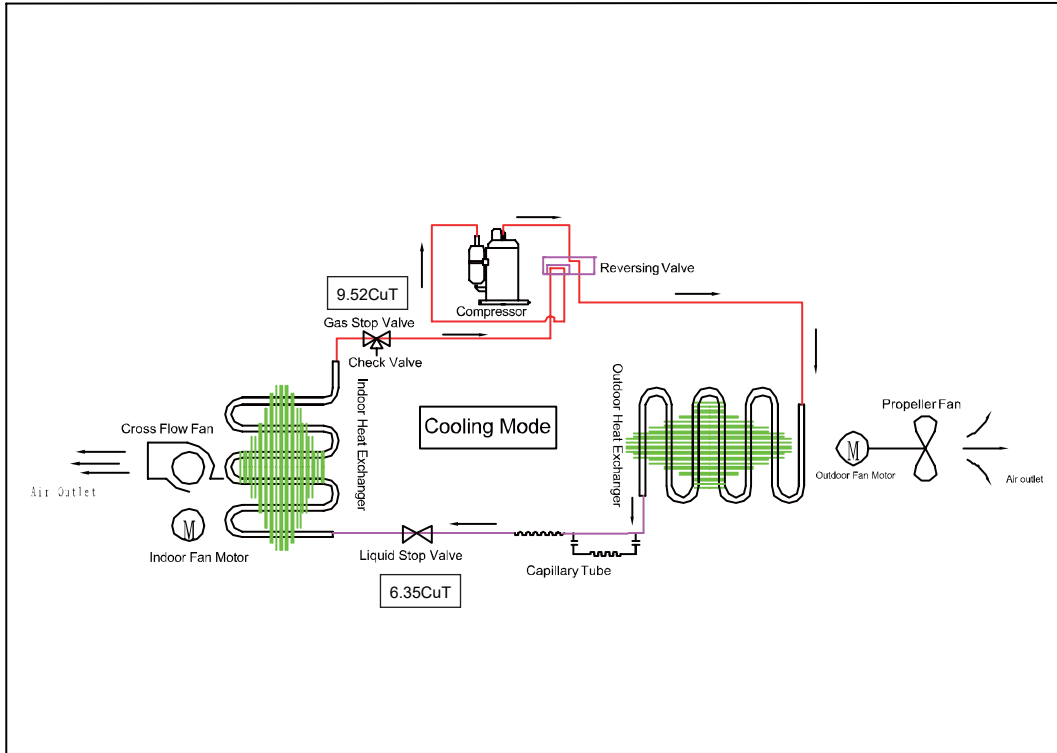 Reversing Valve
9.52CuT
Compressor
Gas Stop Valve
Check Valve
Indoor Heat Exchanger
Outdoor Heat Exchanger
Cooling Mode
Cross Flow Fan
Propeller Fan
M
Outdoor Fan Motor
Air outlet
Air Outlet
M
Indoor Fan Motor
Liquid Stop Valve
Capillary Tube
6.35CuT